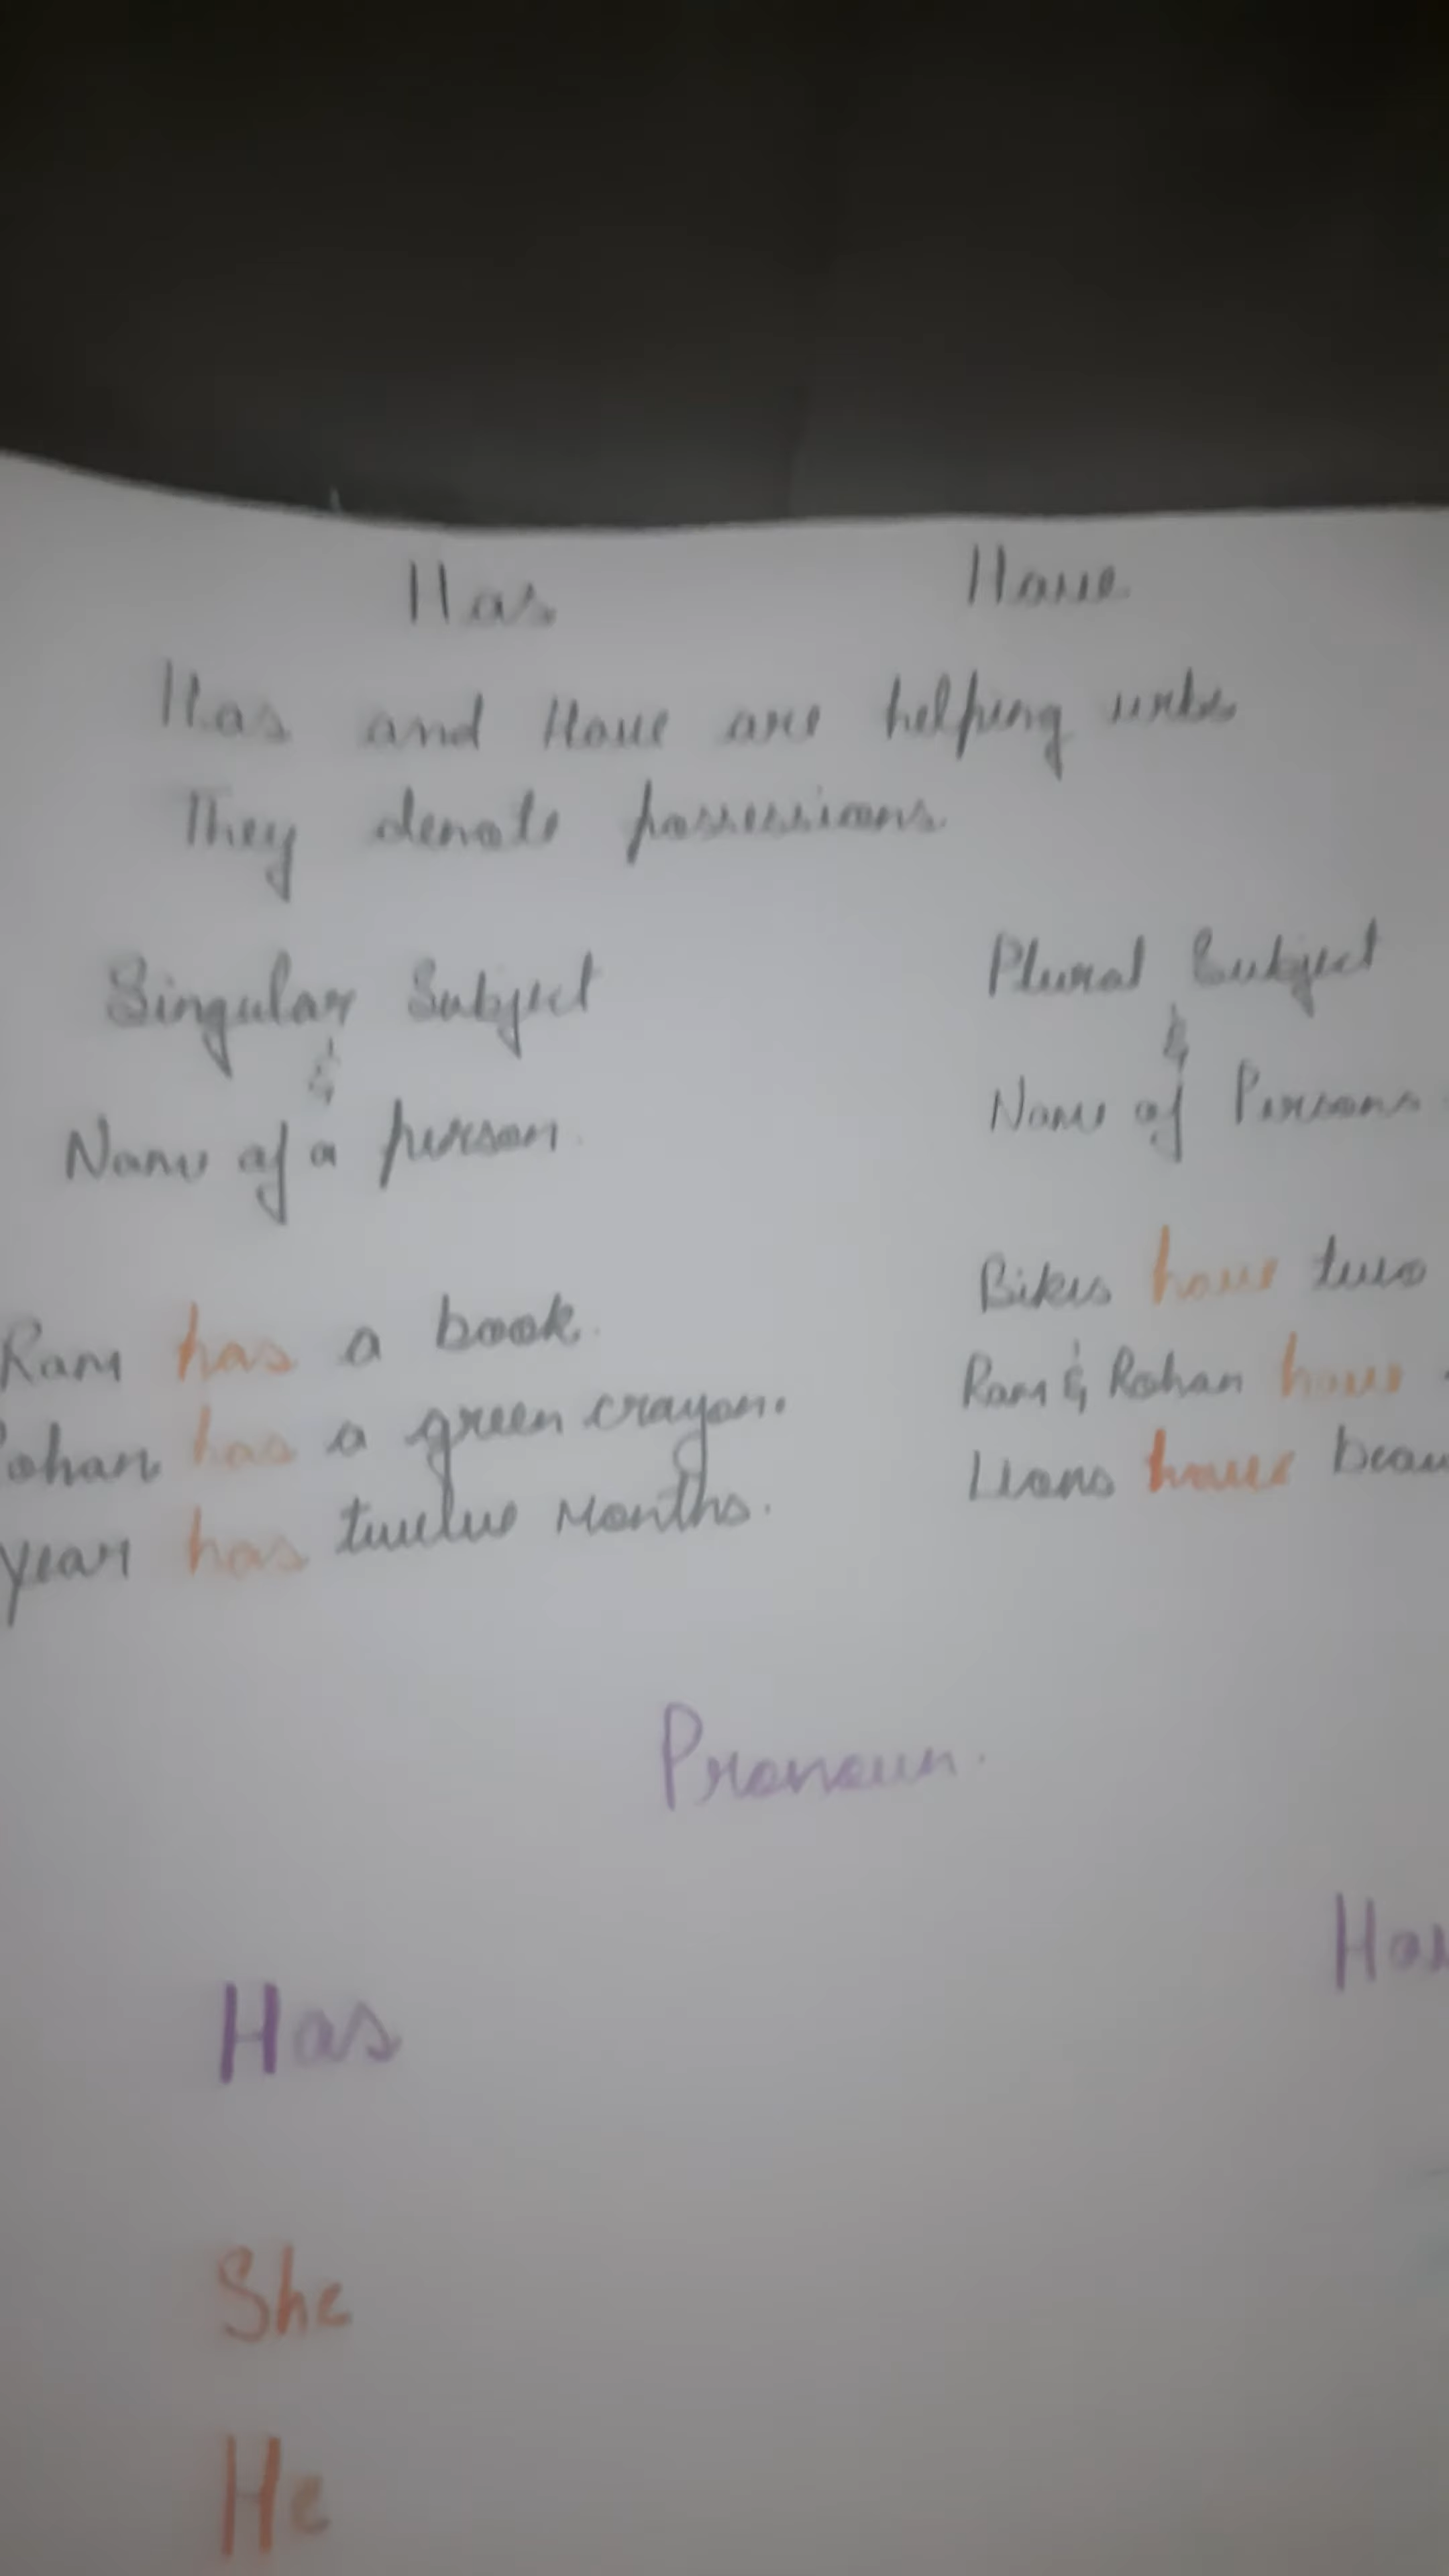 Has Have
Has and Have are helping verbs
They denote possessions.
Singular Subject
&
Name of a person.
Plural Subject
&
Name of Persons
Ram has a book.
ohan has a green crayon.
year has twelve Months.
Bikes have two
Ram & Rohan have
Lions have beau
Pronoun.
Has
She
He